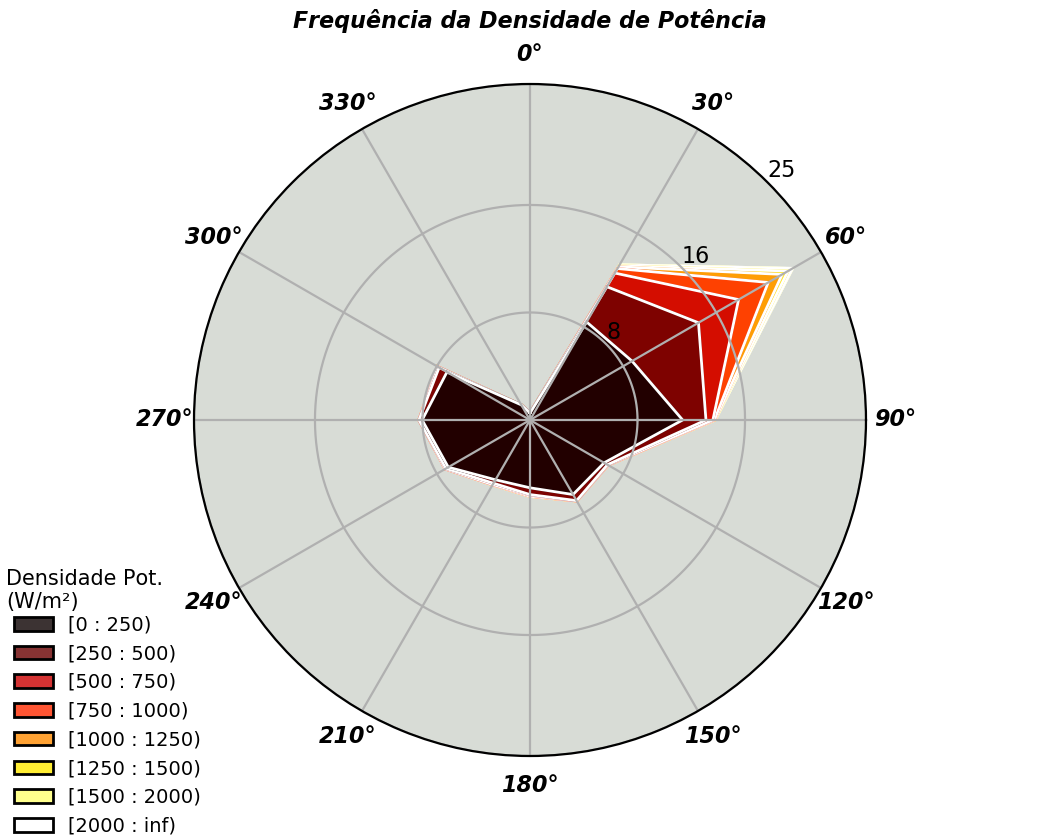 Frequência da Densidade de Potência
0°
330°
30°
25
300°
60°
16
8
270°
90°
240°
120°
210°
150°
180°
Densidade Pot.
(W/m²)
[0 : 250)
[250 : 500)
[500 : 750)
[750 : 1000)
[1000 : 1250)
[1250 : 1500)
[1500 : 2000)
[2000 : inf)